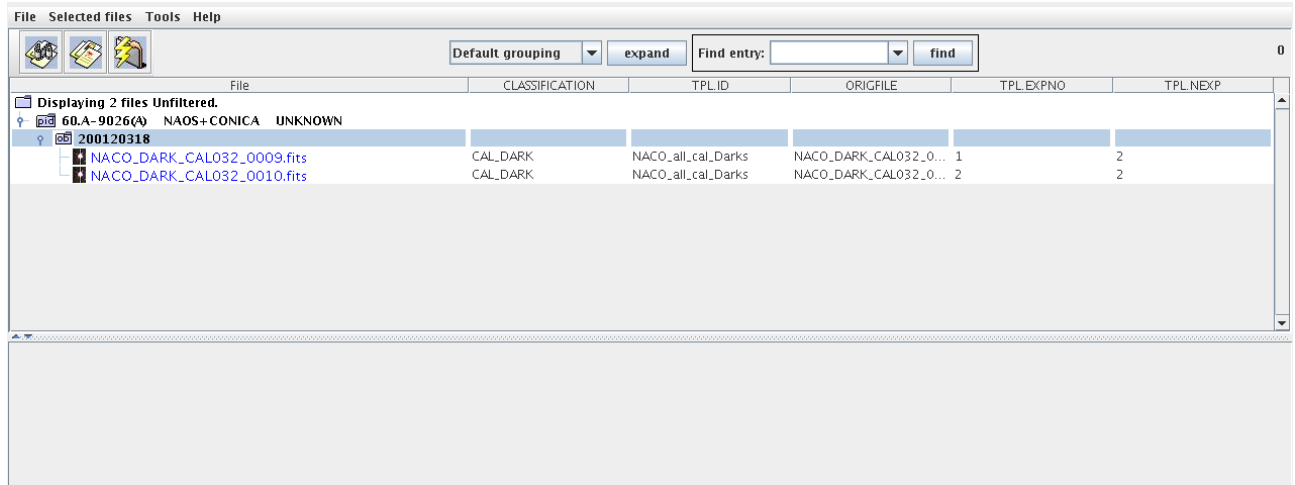 File Selected files Tools Help
Default grouping expand Find entry: find 0
File CLASSIFICATION TPL.ID ORIGFILE TPL.EXPNO TPL.NEXP
Displaying 2 files Unfiltered.
pid 60.A-9026(A) NAOS+CONICA UNKNOWN
ob 200120318
NACO_DARK_CAL032_0009.fits CAL_DARK NACO_all_cal_Darks NACO_DARK_CAL032_0... 1 2
NACO_DARK_CAL032_0010.fits CAL_DARK NACO_all_cal_Darks NACO_DARK_CAL032_0... 2 2